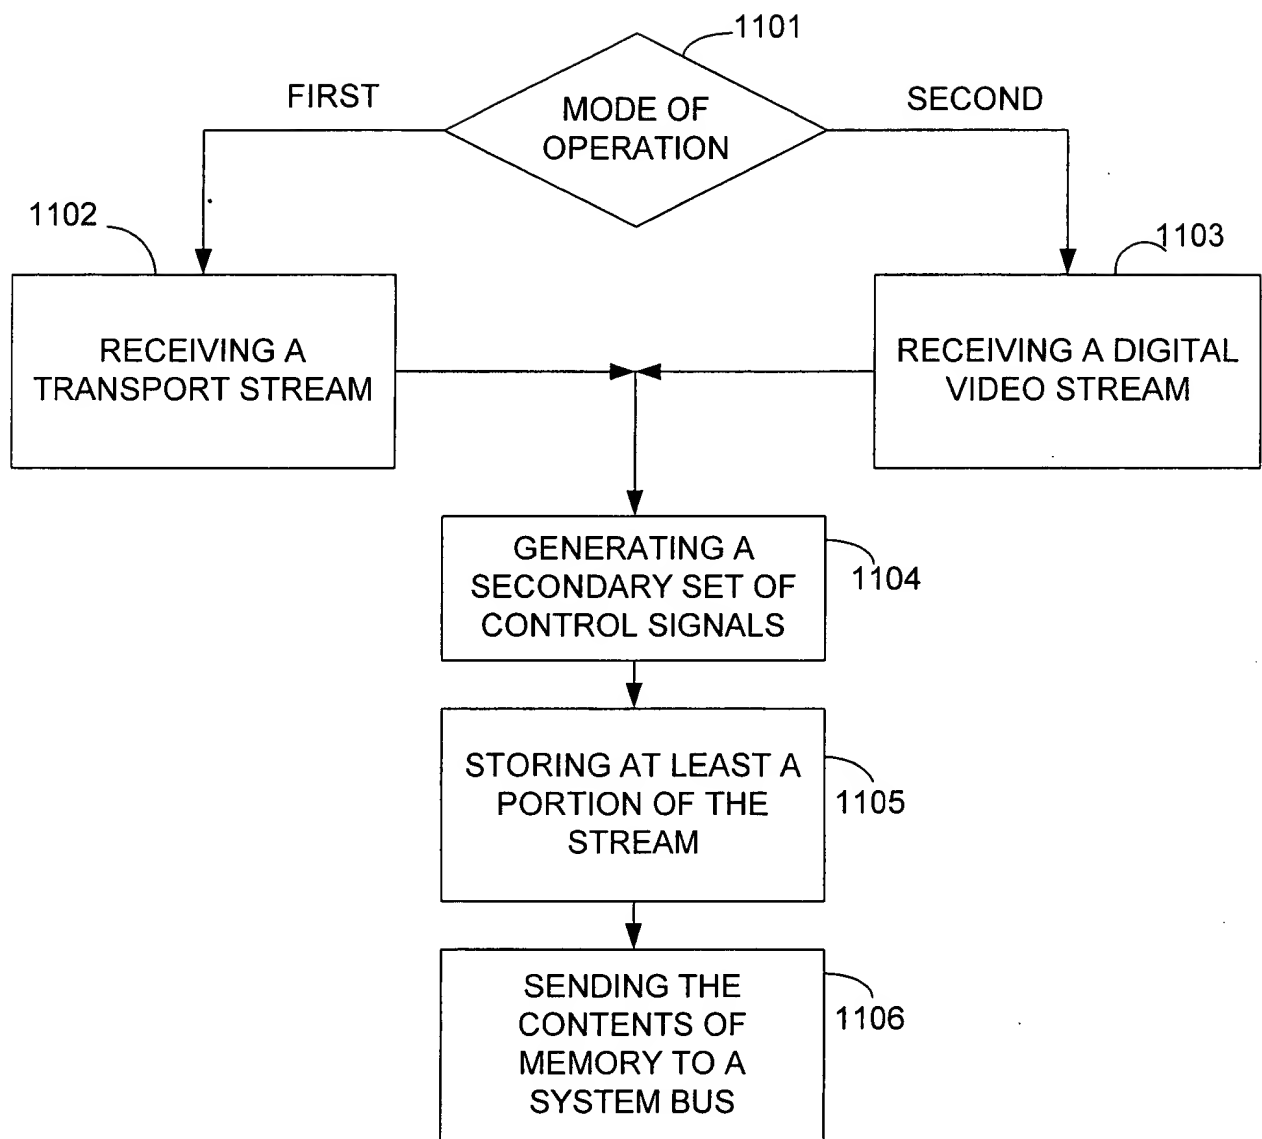 1101
FIRST
MODE OF
OPERATION
SECOND
1102
1103
RECEIVING A
TRANSPORT STREAM
RECEIVING A DIGITAL
VIDEO STREAM
GENERATING A
SECONDARY SET OF
CONTROL SIGNALS
1104
STORING AT LEAST A
PORTION OF THE
STREAM
1105
SENDING THE
CONTENTS OF
MEMORY TO A
SYSTEM BUS
1106